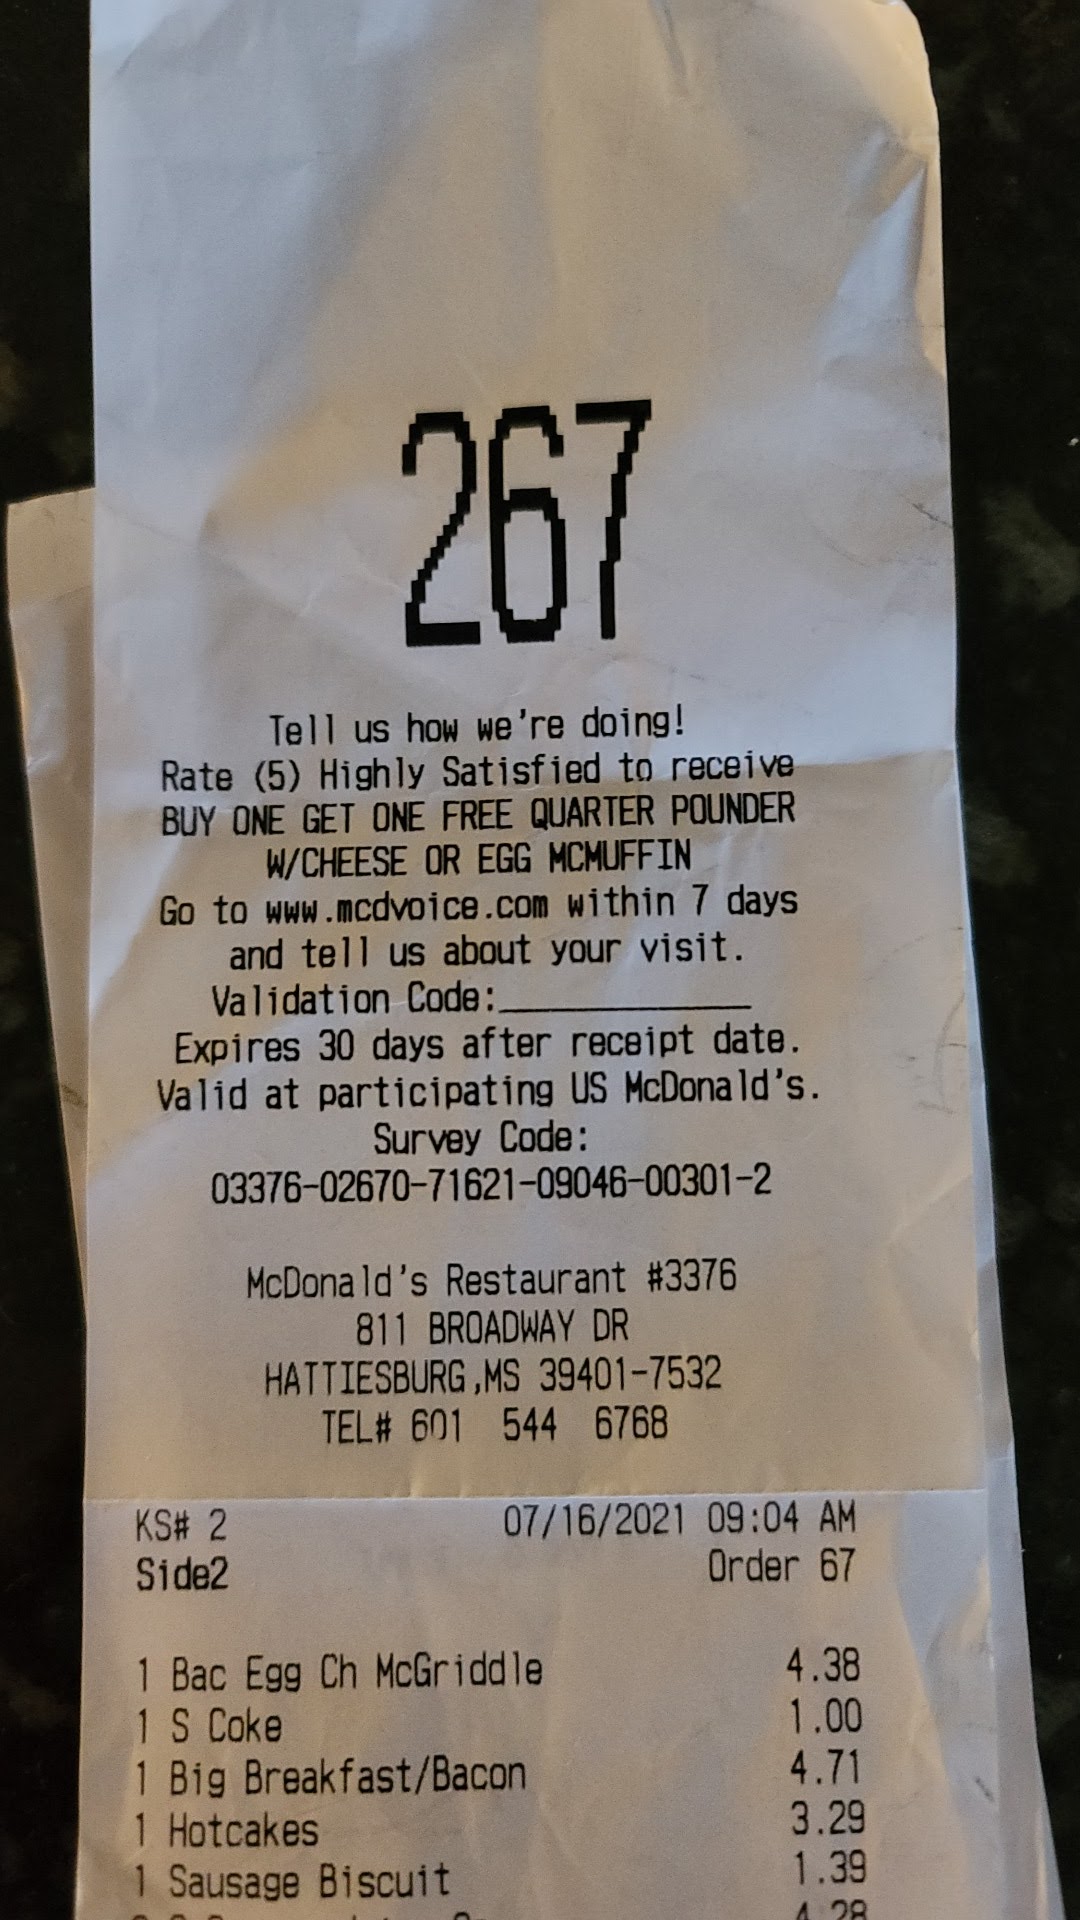 267
Tell us how we're doing!
Rate (5) Highly Satisfied to receive
BUY ONE GET ONE FREE QUARTER POUNDER
W/CHEESE OR EGG MCMUFFIN
Go to www.mcdvoice.com within 7 days
and tell us about your visit.
Validation Code:______________
Expires 30 days after receipt date.
Valid at participating US McDonald's.
Survey Code:
03376-02670-71621-09046-00301-2
McDonald's Restaurant #3376
811 BROADWAY DR
HATTIESBURG,MS 39401-7532
TEL# 601 544 6768
KS# 2 07/16/2021 09:04 AM
Side2 Order 67
1 Bac Egg Ch McGriddle 4.38
1 S Coke 1.00
1 Big Breakfast/Bacon 4.71
1 Hotcakes 3.29
1 Sausage Biscuit 1.39
4.28